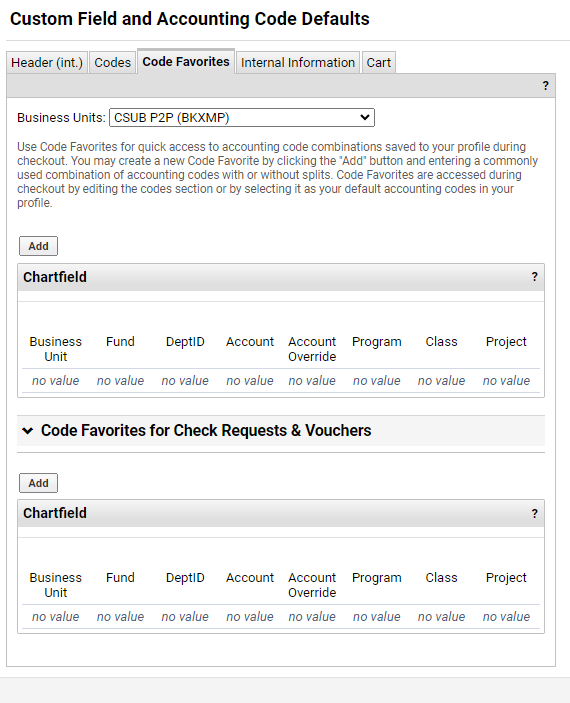 Custom Field and Accounting Code Defaults
Header (int.) Codes Code Favorites Internal Information Cart
?
Business Units: CSUB P2P (BKXMP)
Use Code Favorites for quick access to accounting code combinations saved to your profile during
checkout. You may create a new Code Favorite by clicking the "Add" button and entering a commonly
used combination of accounting codes with or without splits. Code Favorites are accessed during
checkout by editing the codes section or by selecting it as your default accounting codes in your
profile.
Add
Chartfield ?
Business Fund DeptID Account Account Program Class Project
Unit Override
no value no value no value no value no value no value no value no value
Code Favorites for Check Requests & Vouchers
Add
Chartfield ?
Business Fund DeptID Account Account Program Class Project
Unit Override
no value no value no value no value no value no value no value no value